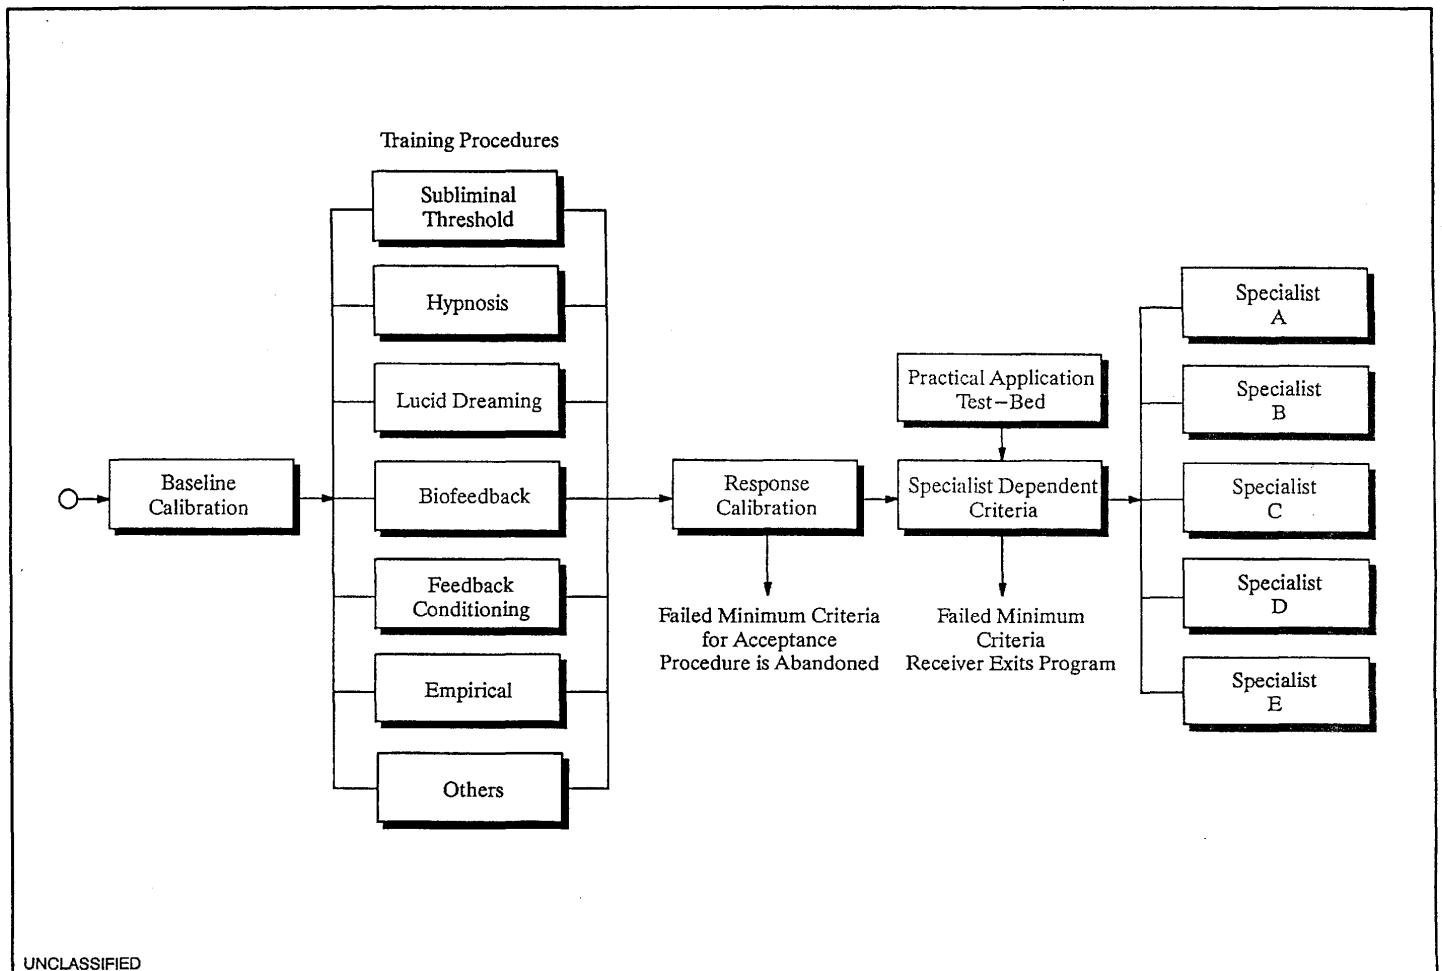 Training Procedures
Subliminal
Threshold
Hypnosis
Lucid Dreaming
Biofeedback
Feedback
Conditioning
Empirical
Others
Baseline
Calibration
Response
Calibration
Failed Minimum Criteria
for Acceptance
Procedure is Abandoned
Practical Application
Test-Bed
Specialist Dependent
Criteria
Failed Minimum
Criteria
Receiver Exits Program
Specialist
A
Specialist
B
Specialist
C
Specialist
D
Specialist
E
UNCLASSIFIED